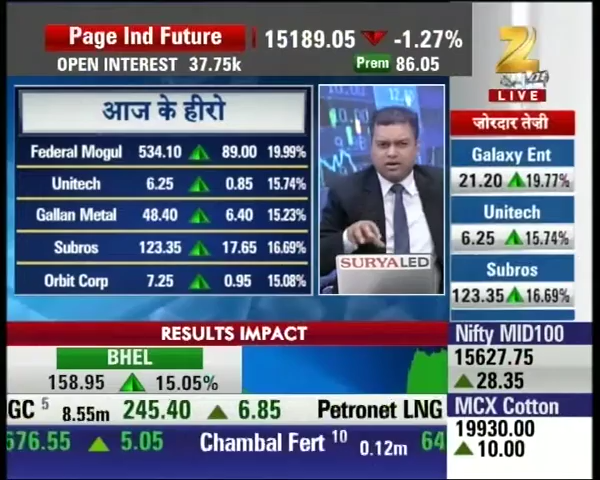 Page Ind Future 15189.05 -1.27%
OPEN INTEREST 37.75k Prem 86.05
Z
LIVE
आज के हीरो
Federal Mogul 534.10 89.00 19.99%
Unitech 6.25 0.85 15.74%
Gallan Metal 48.40 6.40 15.23%
Subros 123.35 17.65 16.69%
Orbit Corp 7.25 0.95 15.08%
SURYA LED
ज़ोरदार तेज़ी
Galaxy Ent
21.20 19.77%
Unitech
6.25 15.74%
Subros
123.35 16.69%
RESULTS IMPACT
BHEL
158.95 15.05%
Nifty MID100
15627.75
28.35
MCX Cotton
19930.00
10.00
GC 5 8.55m 245.40 6.85 Petronet LNG
676.55 5.05 Chambal Fert 10 0.12m 64